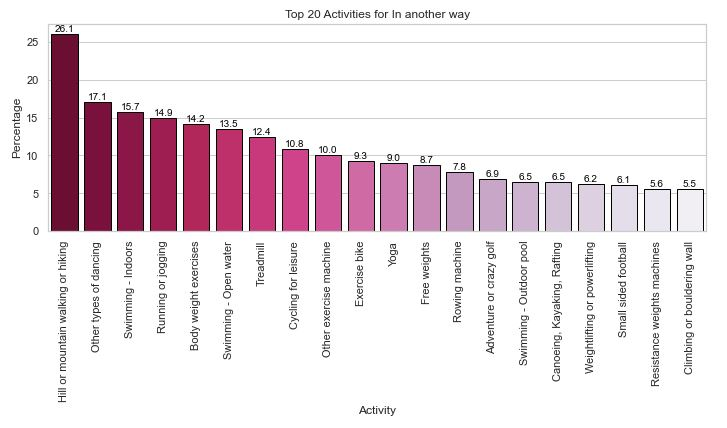 Top 20 Activities for In another way
Percentage
25
20
15
10
5
0
26.1
17.1
15.7
14.9
14.2
13.5
12.4
10.8
10.0
9.3
9.0
8.7
7.8
6.9
6.5
6.5
6.2
6.1
5.6
5.5
Hill or mountain walking or hiking
Other types of dancing
Swimming - Indoors
Running or jogging
Body weight exercises
Swimming - Open water
Treadmill
Cycling for leisure
Other exercise machine
Exercise bike
Yoga
Free weights
Rowing machine
Adventure or crazy golf
Swimming - Outdoor pool
Canoeing, Kayaking, Rafting
Weightlifting or powerlifting
Small sided football
Resistance weights machines
Climbing or bouldering wall
Activity